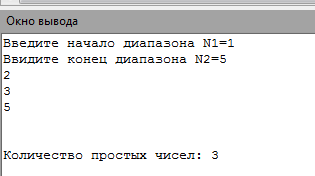 Окно вывода
Введите начало диапазона N1=1
Ввидите конец диапазона N2=5
2
3
5
Количество простых чисел: 3